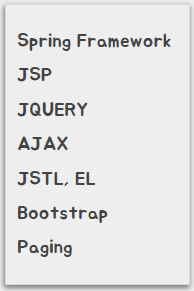 Spring Framework
JSP
JQUERY
AJAX
JSTL, EL
Bootstrap
Paging